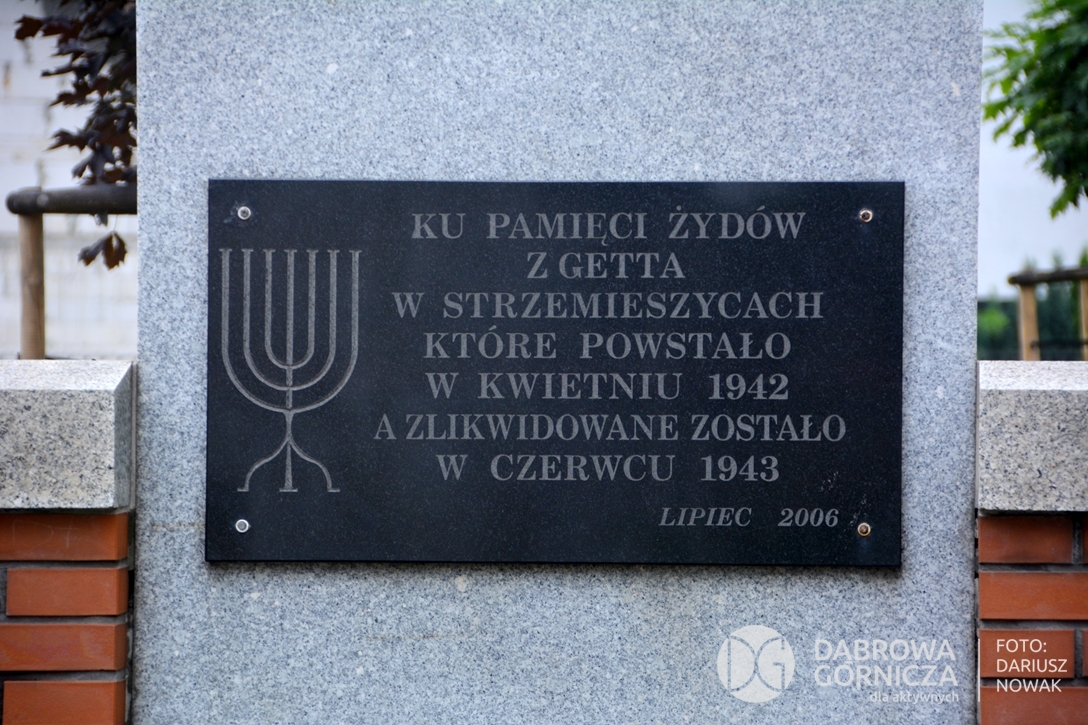 KU PAMIĘCI ŻYDÓW
Z GETTA
W STRZEMIESZYCACH
KTÓRE POWSTAŁO
W KWIETNIU 1942
A ZLIKWIDOWANE ZOSTAŁO
W CZERWCU 1943
LIPIEC 2006
DG
DĄBROWA
GÓRNICZA
dla aktywnych
FOTO:
DARIUSZ
NOWAK